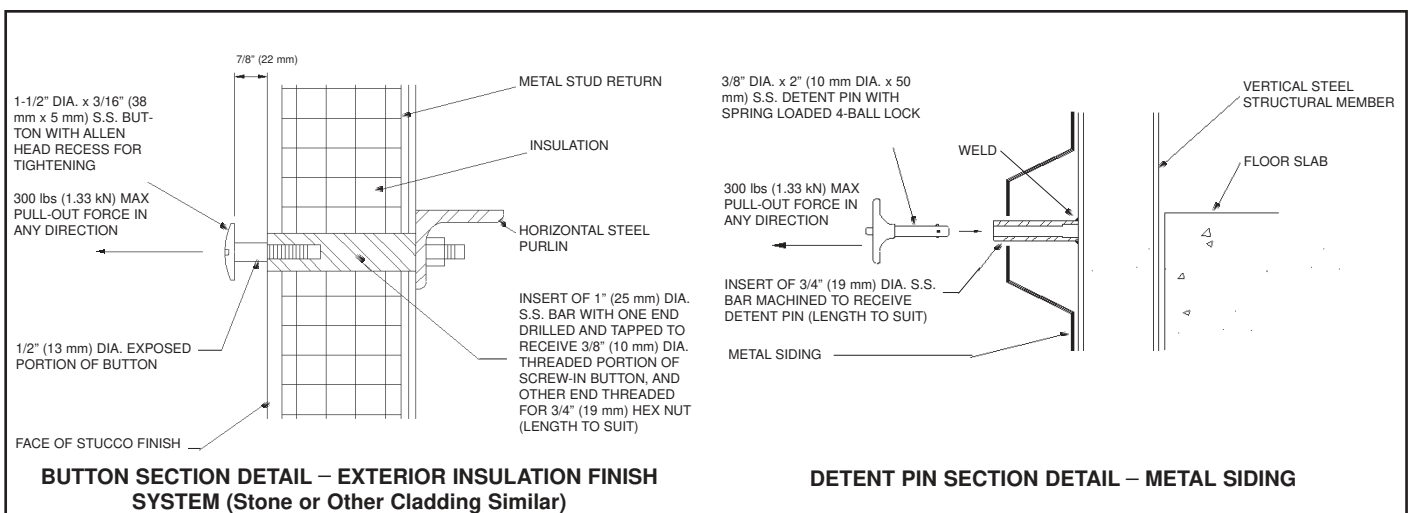 7/8” (22 mm)
1-1/2” DIA. x 3/16” (38
mm x 5 mm) S.S. BUT-
TON WITH ALLEN
HEAD RECESS FOR
TIGHTENING
300 lbs (1.33 kN) MAX
PULL-OUT FORCE IN
ANY DIRECTION
1/2” (13 mm) DIA. EXPOSED
PORTION OF BUTTON
FACE OF STUCCO FINISH
METAL STUD RETURN
INSULATION
HORIZONTAL STEEL
PURLIN
INSERT OF 1” (25 mm) DIA.
S.S. BAR WITH ONE END
DRILLED AND TAPPED TO
RECEIVE 3/8” (10 mm) DIA.
THREADED PORTION OF
SCREW-IN BUTTON, AND
OTHER END THREADED
FOR 3/4” (19 mm) HEX NUT
(LENGTH TO SUIT)
BUTTON SECTION DETAIL – EXTERIOR INSULATION FINISH
SYSTEM (Stone or Other Cladding Similar)
3/8” DIA. x 2” (10 mm DIA. x 50
mm) S.S. DETENT PIN WITH
SPRING LOADED 4-BALL LOCK
WELD
300 lbs (1.33 kN) MAX
PULL-OUT FORCE IN
ANY DIRECTION
INSERT OF 3/4” (19 mm) DIA. S.S.
BAR MACHINED TO RECEIVE
DETENT PIN (LENGTH TO SUIT)
METAL SIDING
VERTICAL STEEL
STRUCTURAL MEMBER
FLOOR SLAB
DETENT PIN SECTION DETAIL – METAL SIDING